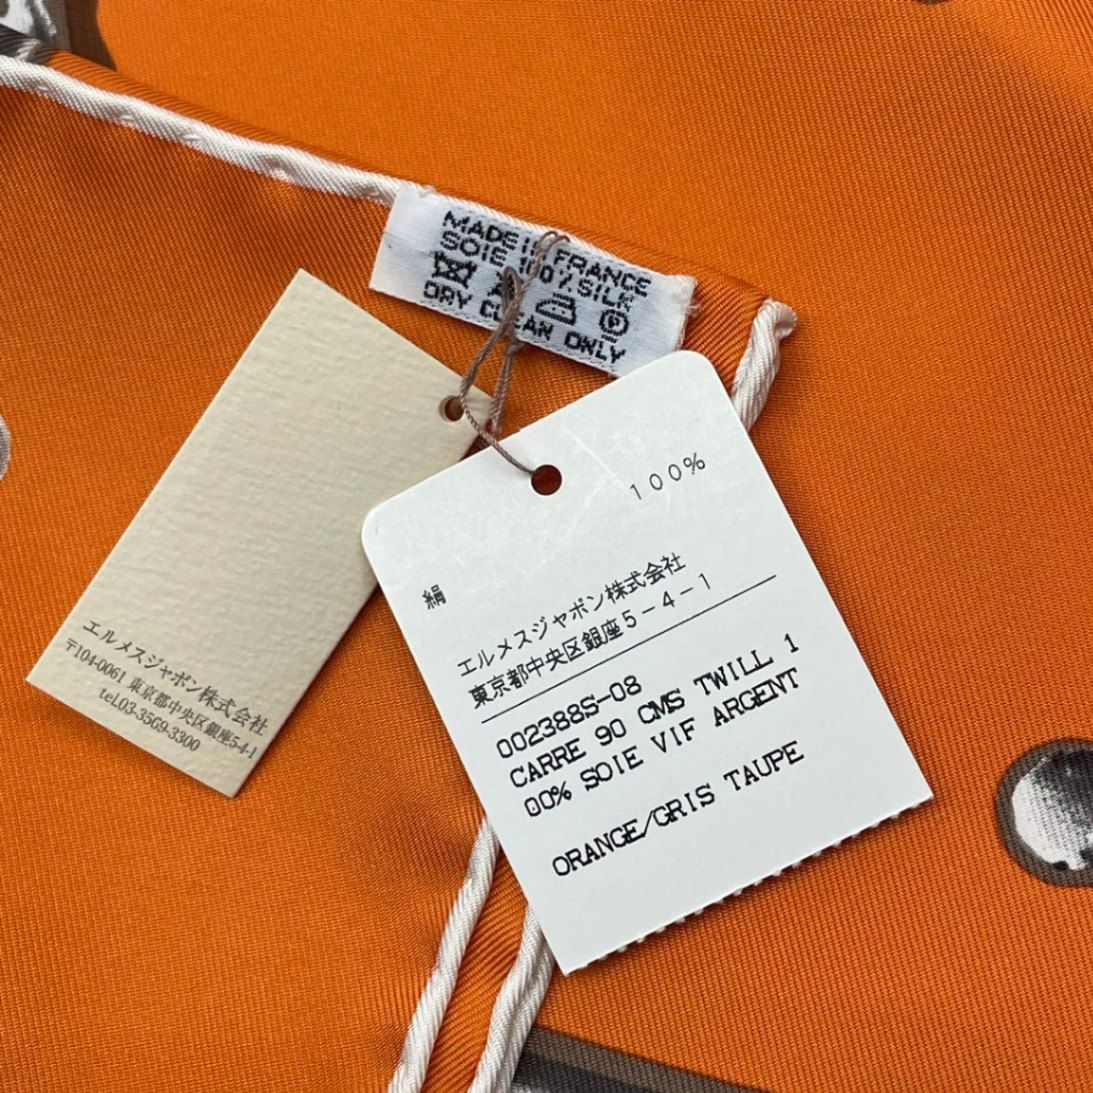 MADE IN FRANCE
SOIE 100% SILK
DRY CLEAN ONLY
エルメスジャポン株式会社
〒104-0061 東京都中央区銀座5-4-1
tel.03-3569-3300
絹 100%
エルメスジャポン株式会社
東京都中央区銀座5-4-1
002388S-08
CARRE 90 CMS TWILL 1
00% SOIE VIF ARGENT
ORANGE/GRIS TAUPE